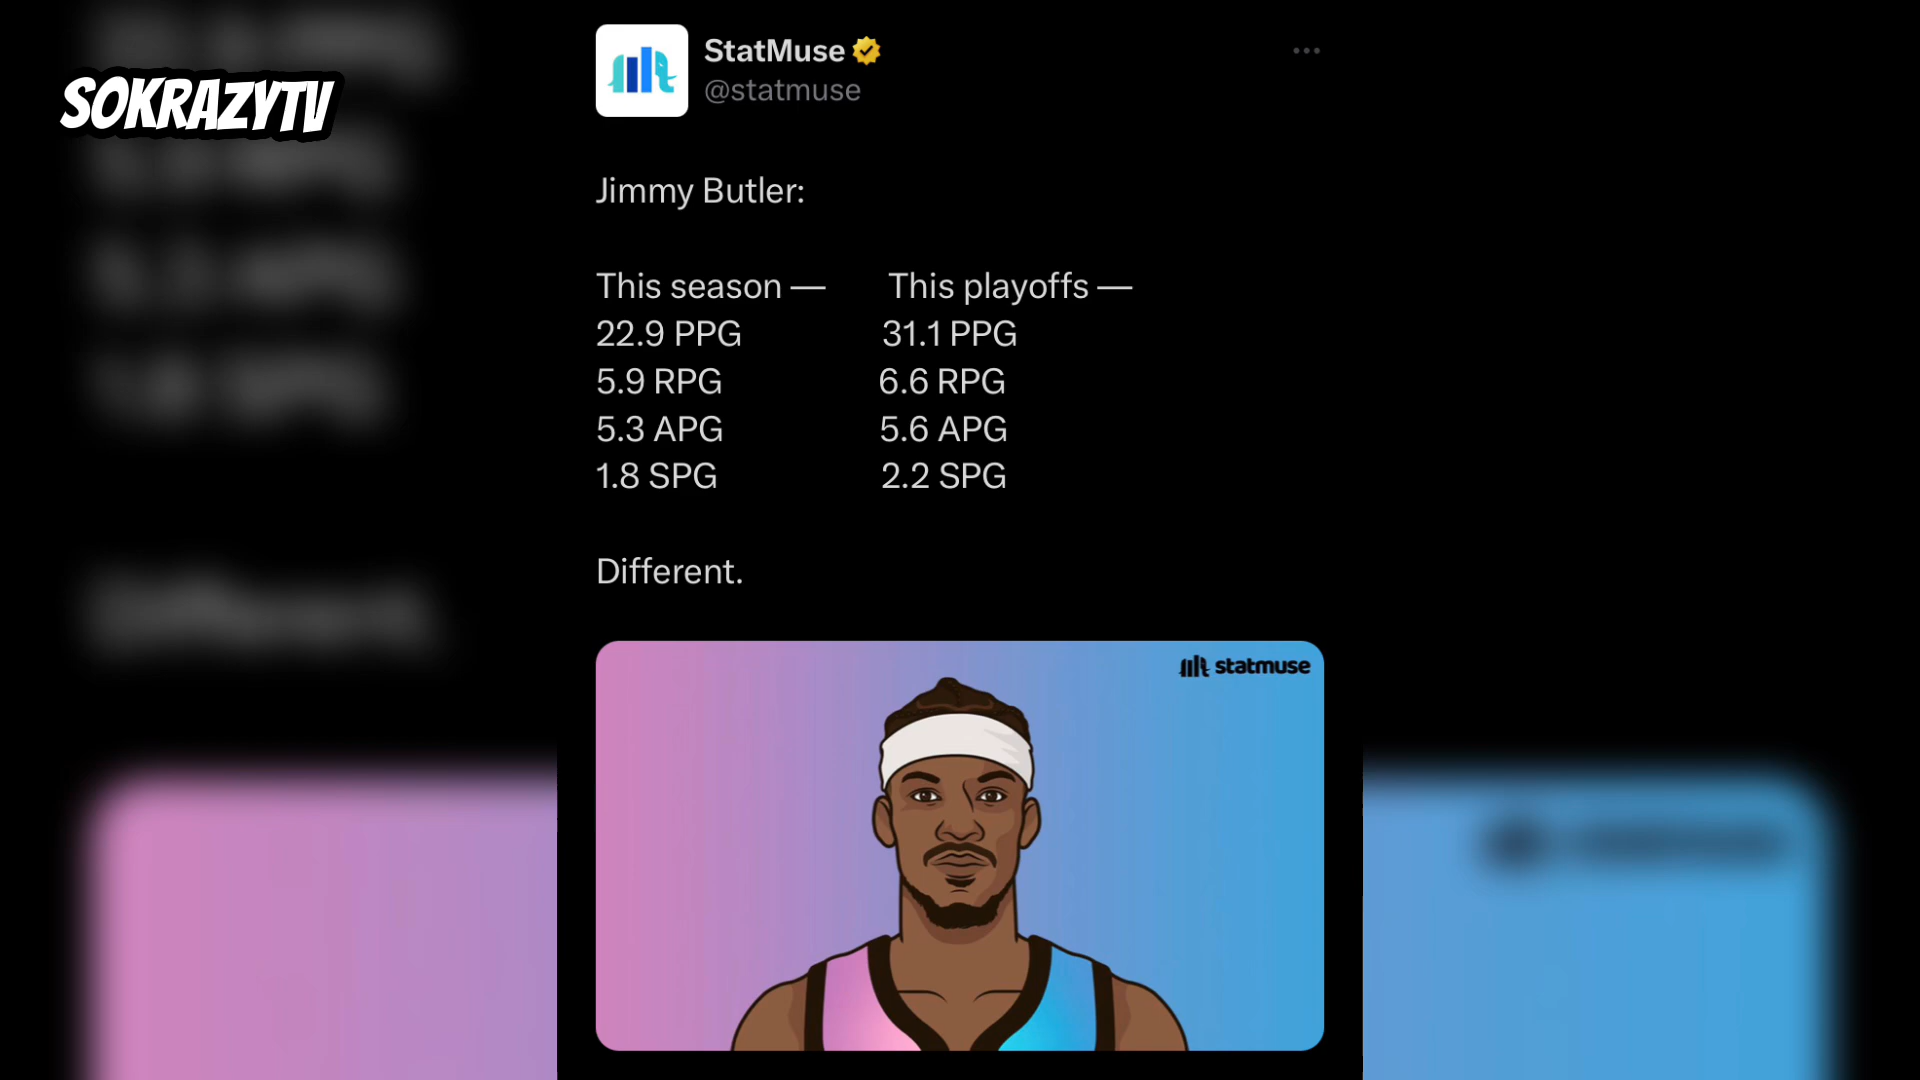 SOKRAZYTV
StatMuse
@statmuse
Jimmy Butler:
This season — This playoffs —
22.9 PPG 31.1 PPG
5.9 RPG 6.6 RPG
5.3 APG 5.6 APG
1.8 SPG 2.2 SPG
Different.
statmuse